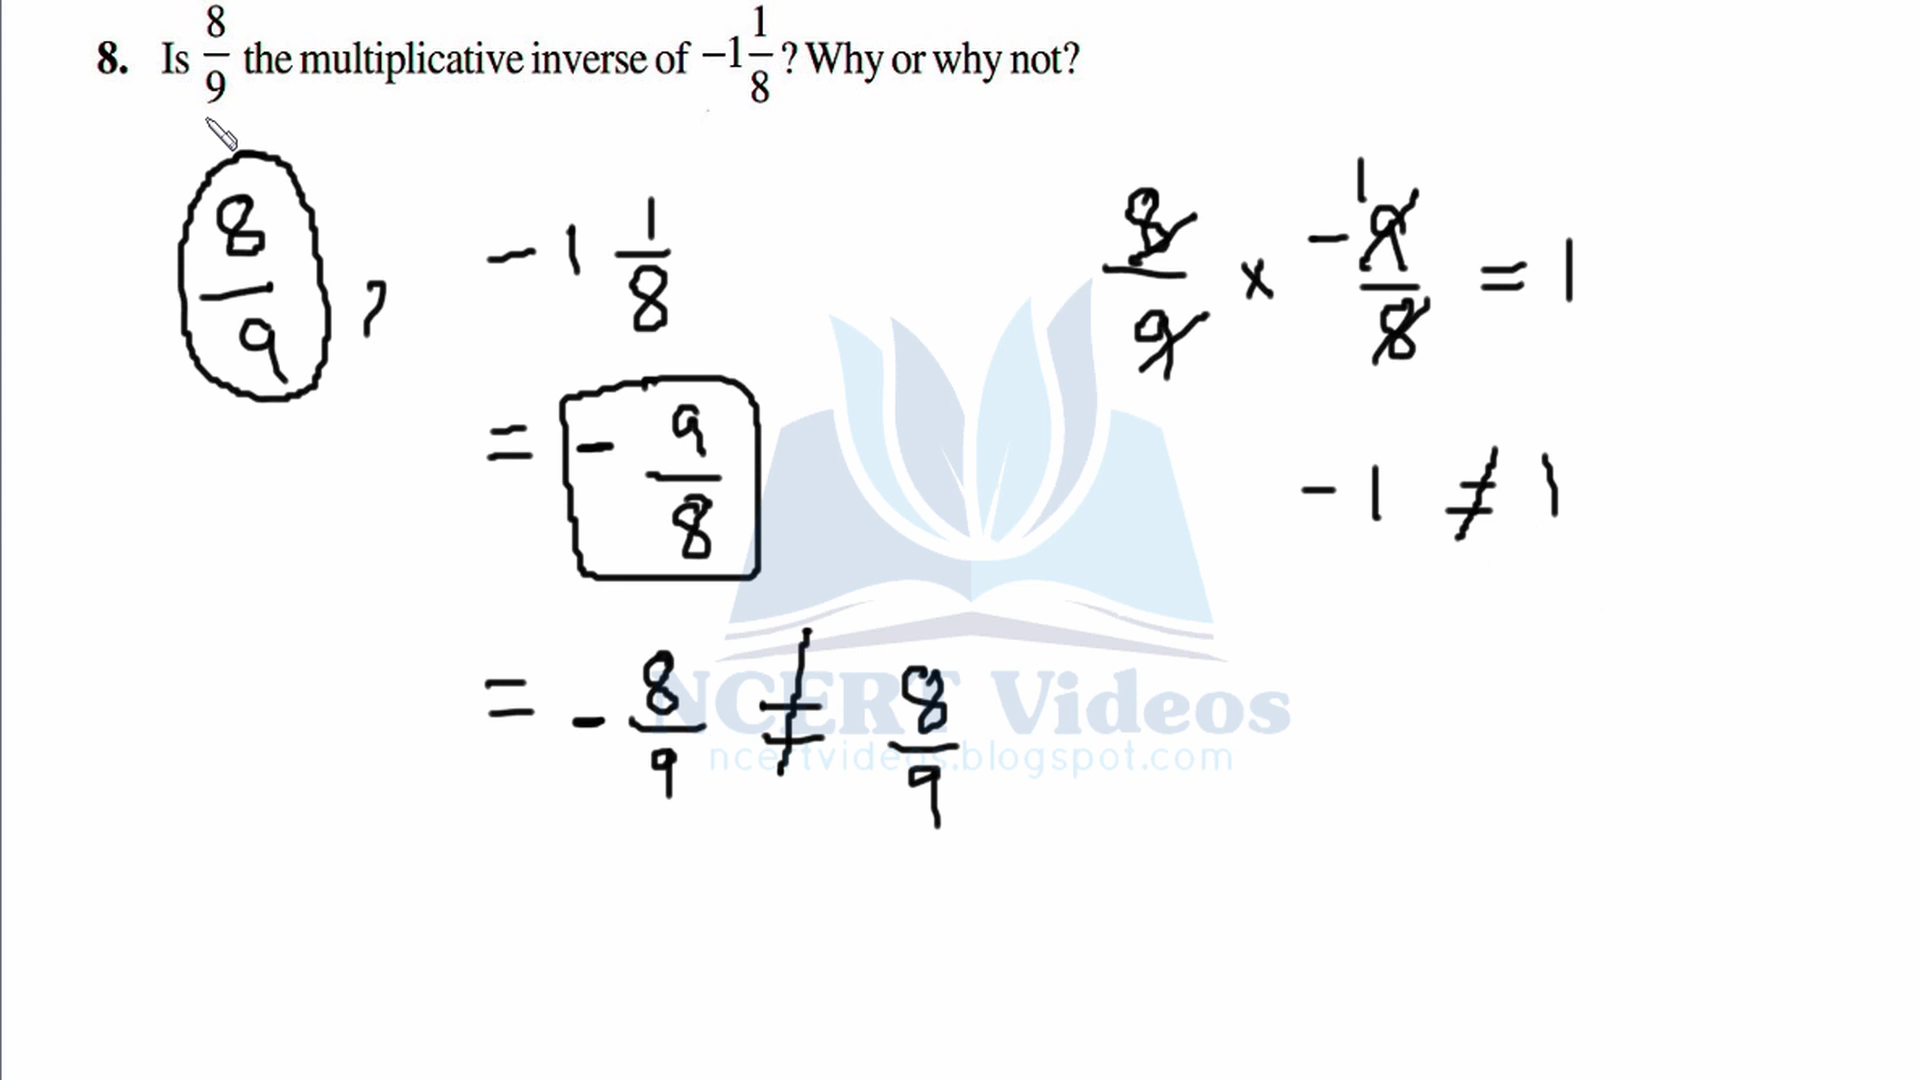 8. Is 8/9 the multiplicative inverse of −1 1/8 ? Why or why not?
8/9 , −1 1/8
8/9 × −9/8 = 1
1
= −9/8
−1 ≠ 1
= −8/9 ≠ 8/9
NCERT Videos
ncertvideos.blogspot.com